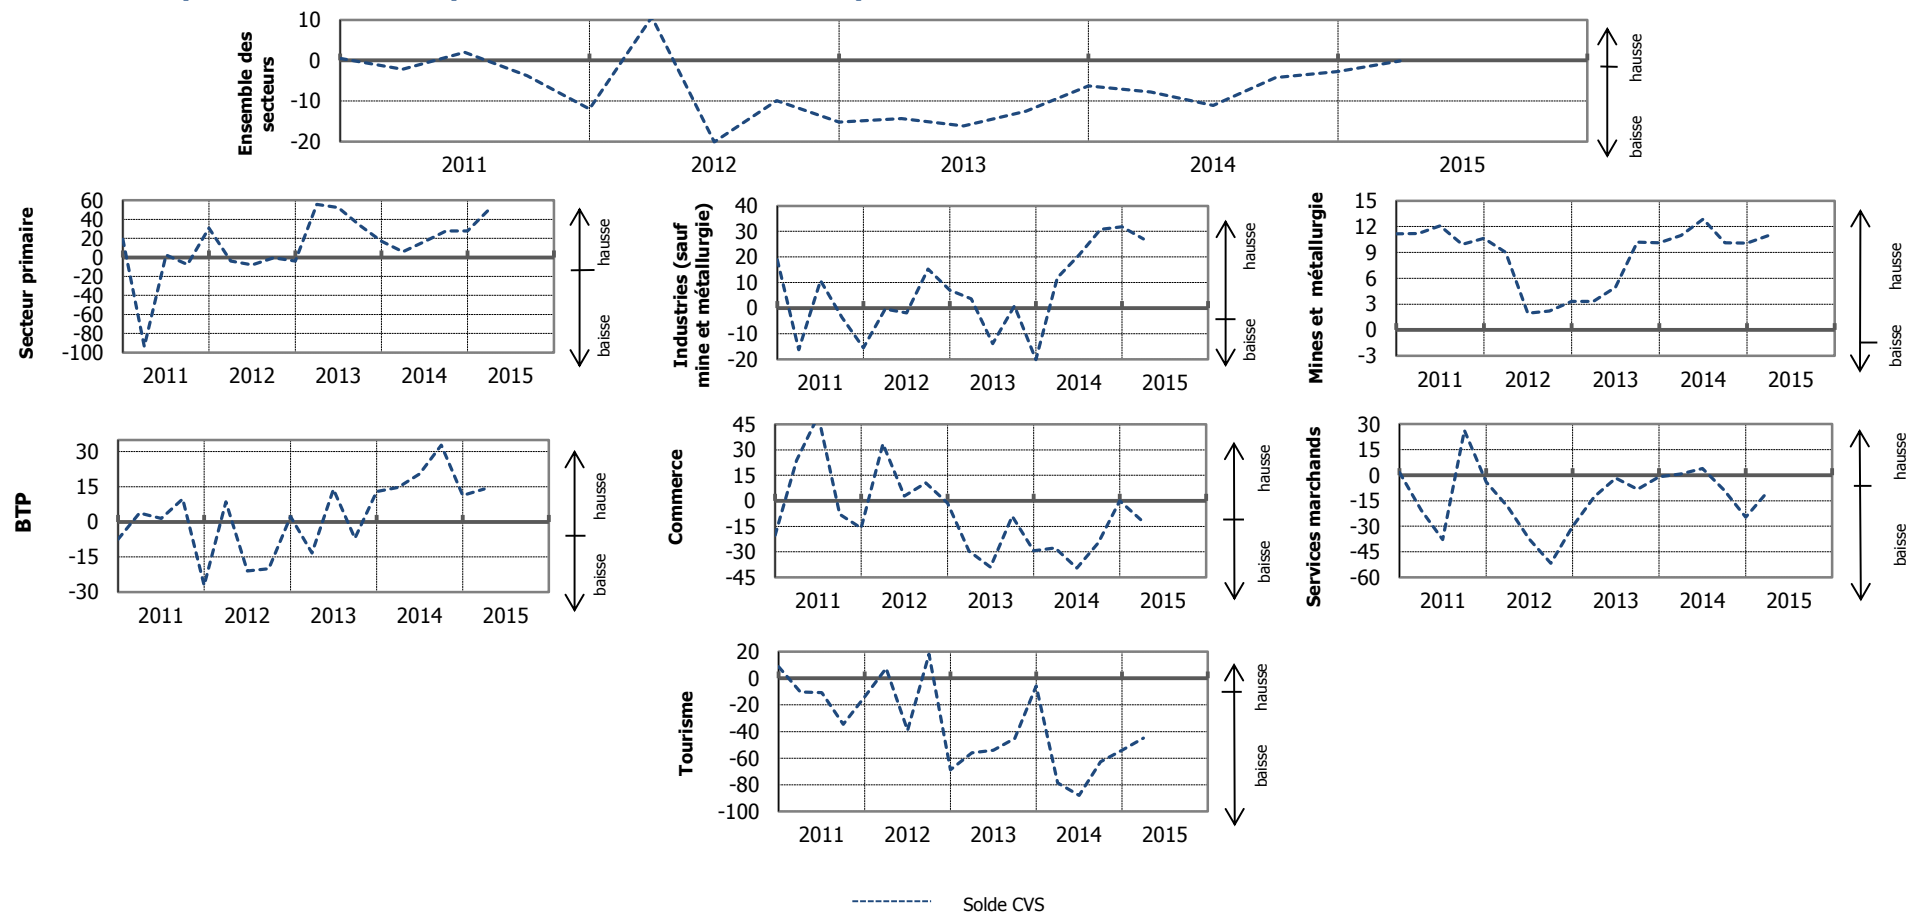 Ensemble des
secteurs
10
0
-10
-20
2011 2012 2013 2014 2015
hausse
baisse
Secteur primaire
60
40
20
0
-20
-40
-60
-80
-100
2011 2012 2013 2014 2015
hausse
baisse
Industries (sauf
mine et métallurgie)
40
30
20
10
0
-10
-20
2011 2012 2013 2014 2015
hausse
baisse
Mines et métallurgie
15
12
9
6
3
0
-3
2011 2012 2013 2014 2015
hausse
baisse
BTP
30
15
0
-15
-30
2011 2012 2013 2014 2015
hausse
baisse
Commerce
45
30
15
0
-15
-30
-45
2011 2012 2013 2014 2015
hausse
baisse
Services marchands
30
15
0
-15
-30
-45
-60
2011 2012 2013 2014 2015
hausse
baisse
Tourisme
20
0
-20
-40
-60
-80
-100
2011 2012 2013 2014 2015
hausse
baisse
Solde CVS